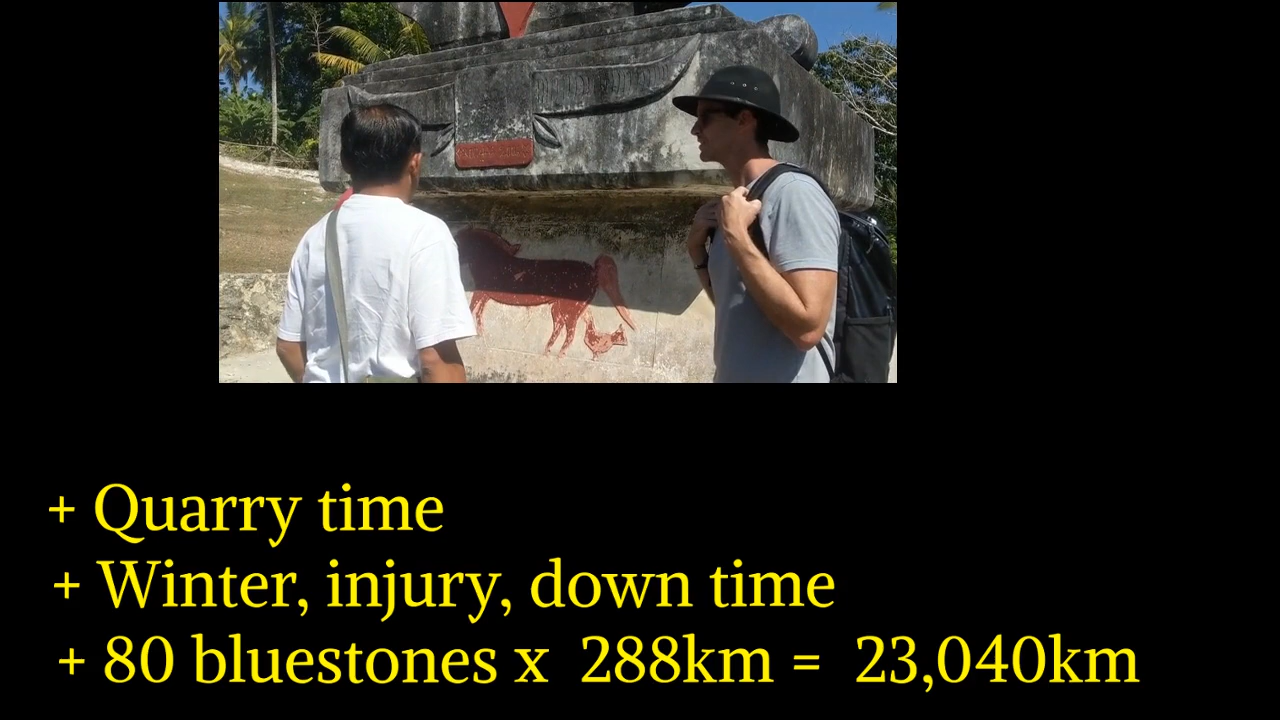 + Quarry time
+ Winter, injury, down time
+ 80 bluestones x 288km = 23,040km